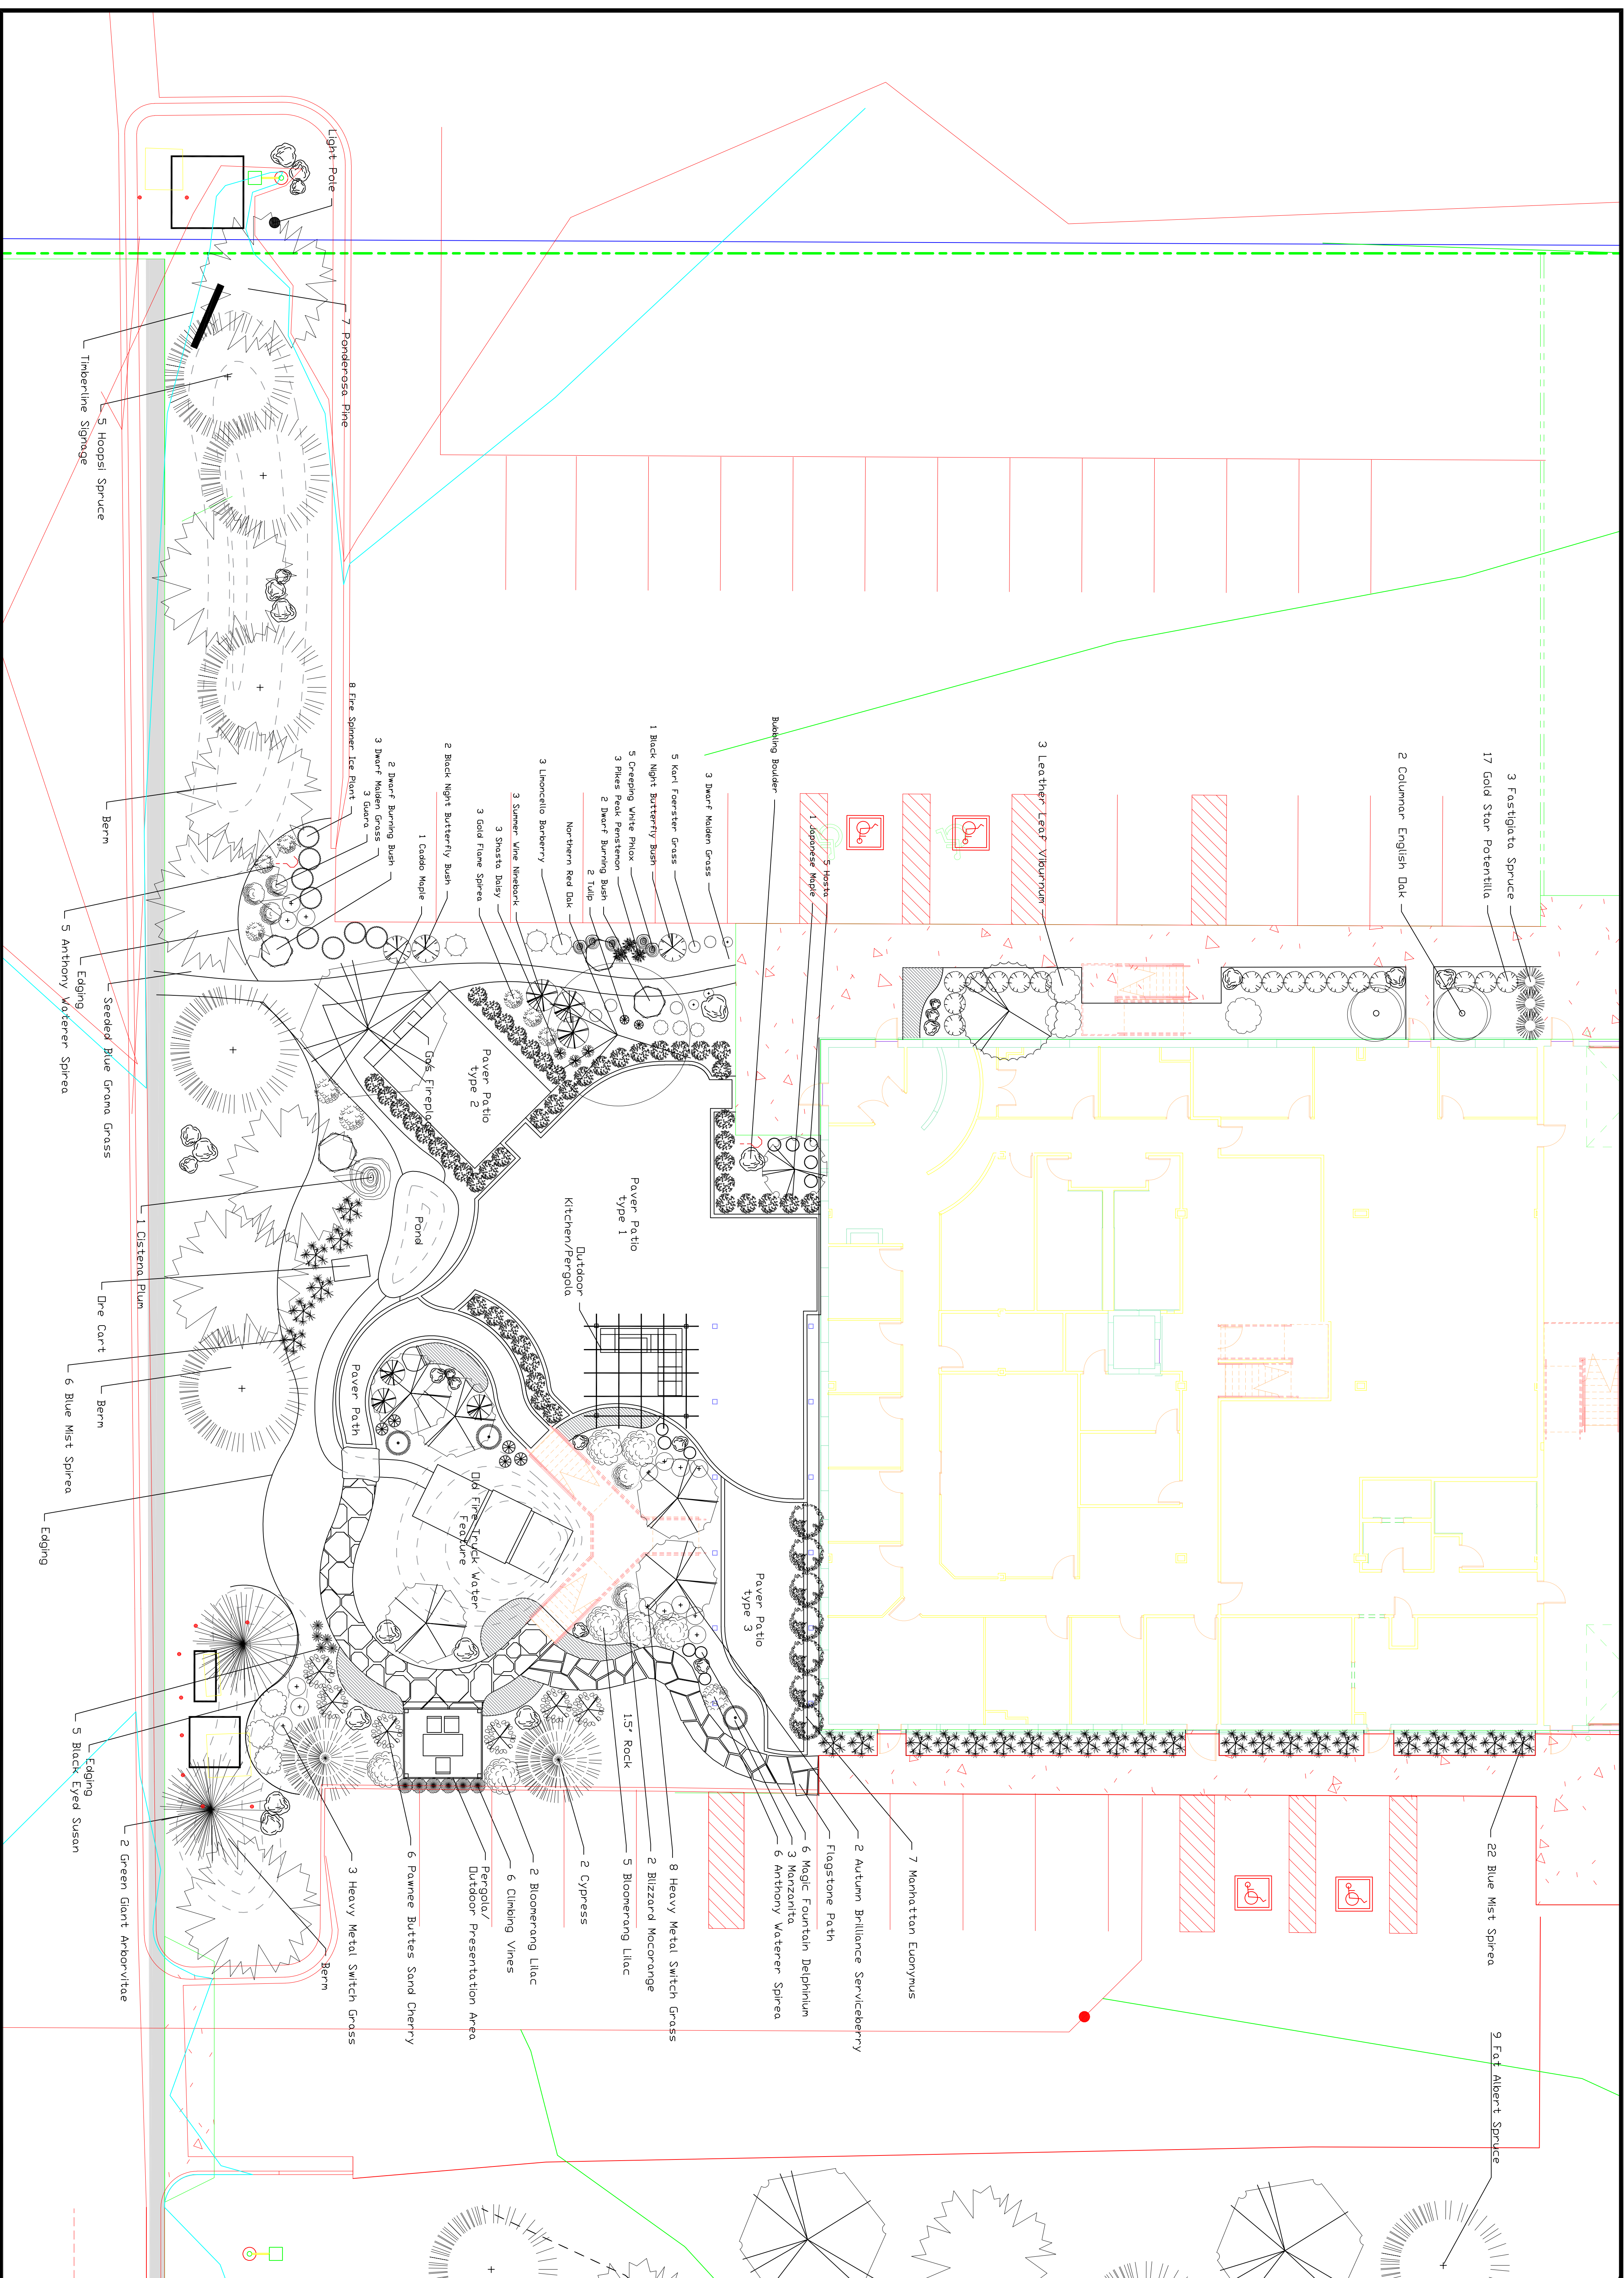 Light Pole
7 Ponderosa Pine
Timberline Signage
5 Hoopsi Spruce
Berm
8 Fire Spinner Ice Plant
3 Guara
3 Dwarf Maiden Grass
2 Dwarf Burning Bush
1 Caddo Maple
2 Black Night Butterfly Bush
3 Gold Flame Spirea
3 Shasta Daisy
3 Summer Wine Ninebark
3 Limoncello Barberry
Northern Red Oak
2 Tulip
2 Dwarf Burning Bush
3 Pikes Peak Penstemon
5 Creeping White Phlox
1 Black Night Butterfly Bush
5 Karl Foerster Grass
3 Dwarf Maiden Grass
Bubbling Boulder
1 Japanese Maple
5 Hosta
3 Leather Leaf Viburnum
2 Columnar English Oak
17 Gold Star Potentilla
3 Fastigiata Spruce
5 Anthony Waterer Spirea
Edging
Seeded Blue Grama Grass
Gas Fireplac
Paver Patio
type 2
Paver Patio
type 1
Outdoor
Kitchen/Pergola
Pond
1 Cistena Plum
Ore Cart
6 Blue Mist Spirea
Berm
Edging
Paver Path
Old Fire Truck Water
Feature
Paver Patio
type 3
1.5" Rock
5 Black Eyed Susan
Edging
2 Green Giant Arborvitae
Berm
3 Heavy Metal Switch Grass
6 Pawnee Buttes Sand Cherry
Pergola/
Outdoor Presentation Area
6 Climbing Vines
2 Bloomerang Lilac
2 Cypress
5 Bloomerang Lilac
2 Blizzard Mocorange
8 Heavy Metal Switch Grass
6 Anthony Waterer Spirea
3 Manzanita
6 Magic Fountain Delphinium
Flagstone Path
2 Autumn Brilliance Serviceberry
7 Manhattan Euonymus
22 Blue Mist Spirea
9 Fat Albert Spruce